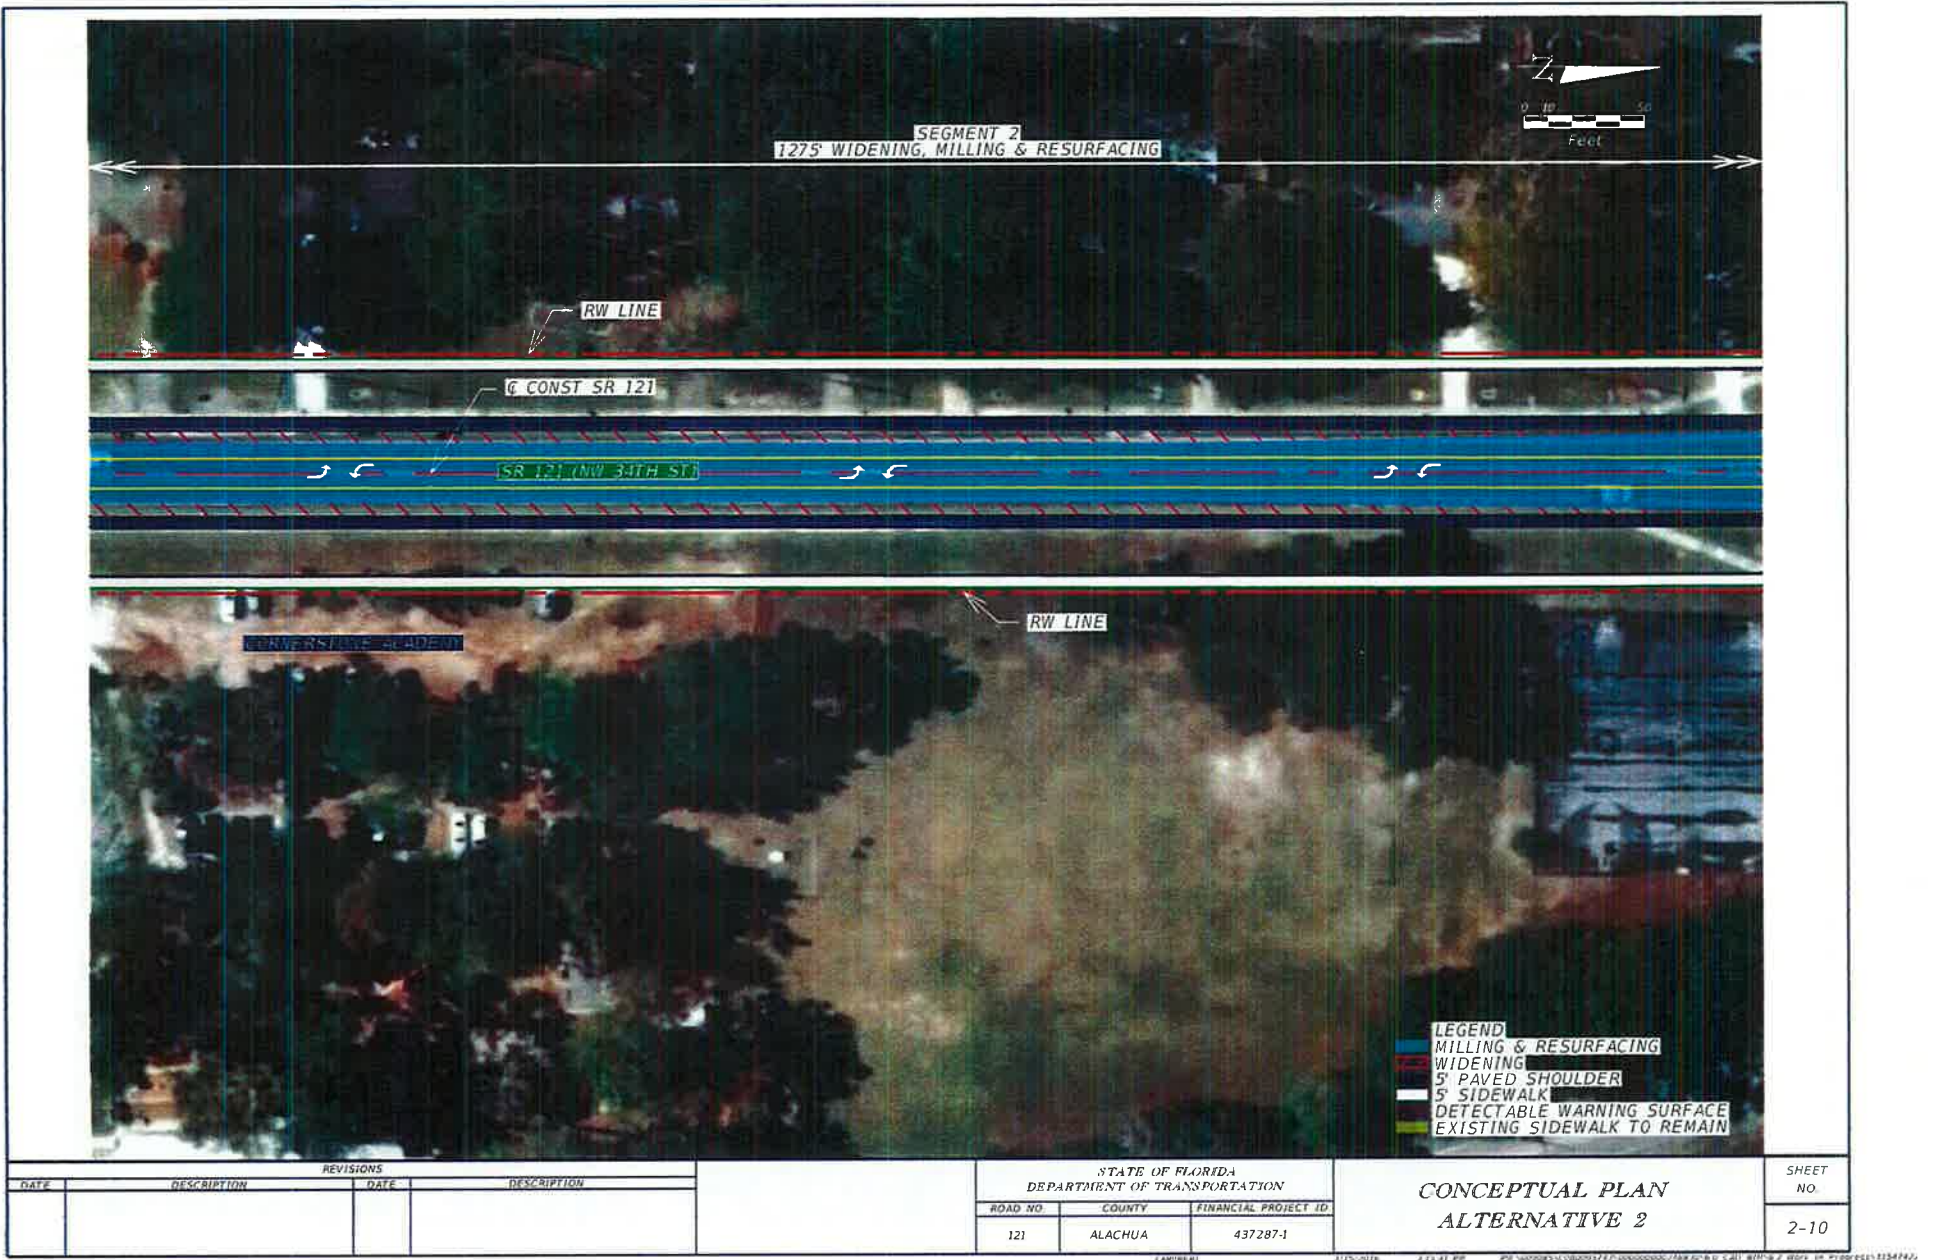 N
0 10 50
Feet
SEGMENT 2
1275' WIDENING, MILLING & RESURFACING
RW LINE
℄ CONST SR 121
SR 121 (NW 34TH ST)
RW LINE
CORNERSTONE ACADEMY
LEGEND
MILLING & RESURFACING
WIDENING
5' PAVED SHOULDER
5' SIDEWALK
DETECTABLE WARNING SURFACE
EXISTING SIDEWALK TO REMAIN
REVISIONS
DATE DESCRIPTION DATE DESCRIPTION
STATE OF FLORIDA
DEPARTMENT OF TRANSPORTATION
ROAD NO. COUNTY FINANCIAL PROJECT ID
121 ALACHUA 437287-1
CONCEPTUAL PLAN
ALTERNATIVE 2
SHEET
NO.
2-10